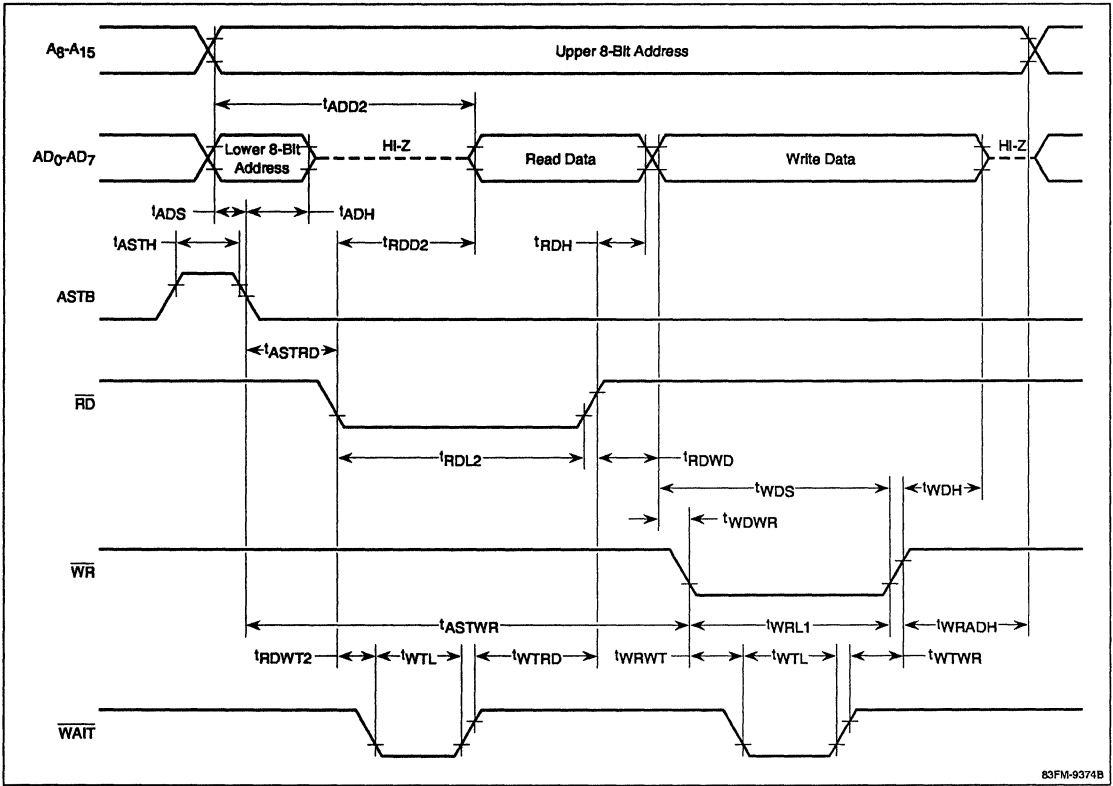 A8-A15
Upper 8-Bit Address
tADD2
AD0-AD7
Lower 8-Bit
Address
HI-Z
Read Data
Write Data
HI-Z
tADS
tADH
tASTH
tRDD2
tRDH
ASTB
tASTRD
RD
tRDL2
tRDWD
tWDS
tWDH
tWDWR
WR
tASTWR
tWRL1
tWRADH
tRDWT2
tWTL
tWTRD
tWRWT
tWTL
tWTWR
WAIT
83FM-9374B